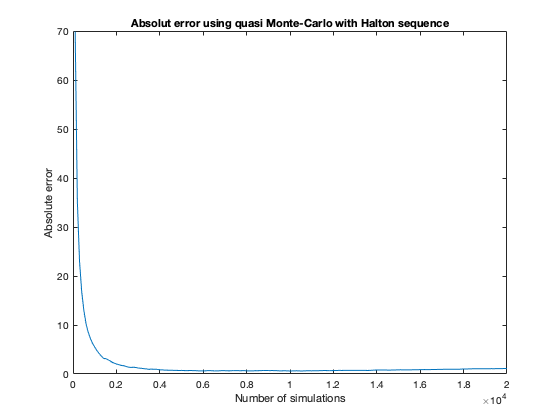 Absolut error using quasi Monte-Carlo with Halton sequence
70
60
50
40
30
20
10
0
Absolute error
0 0.2 0.4 0.6 0.8 1 1.2 1.4 1.6 1.8 2
Number of simulations
×10^4